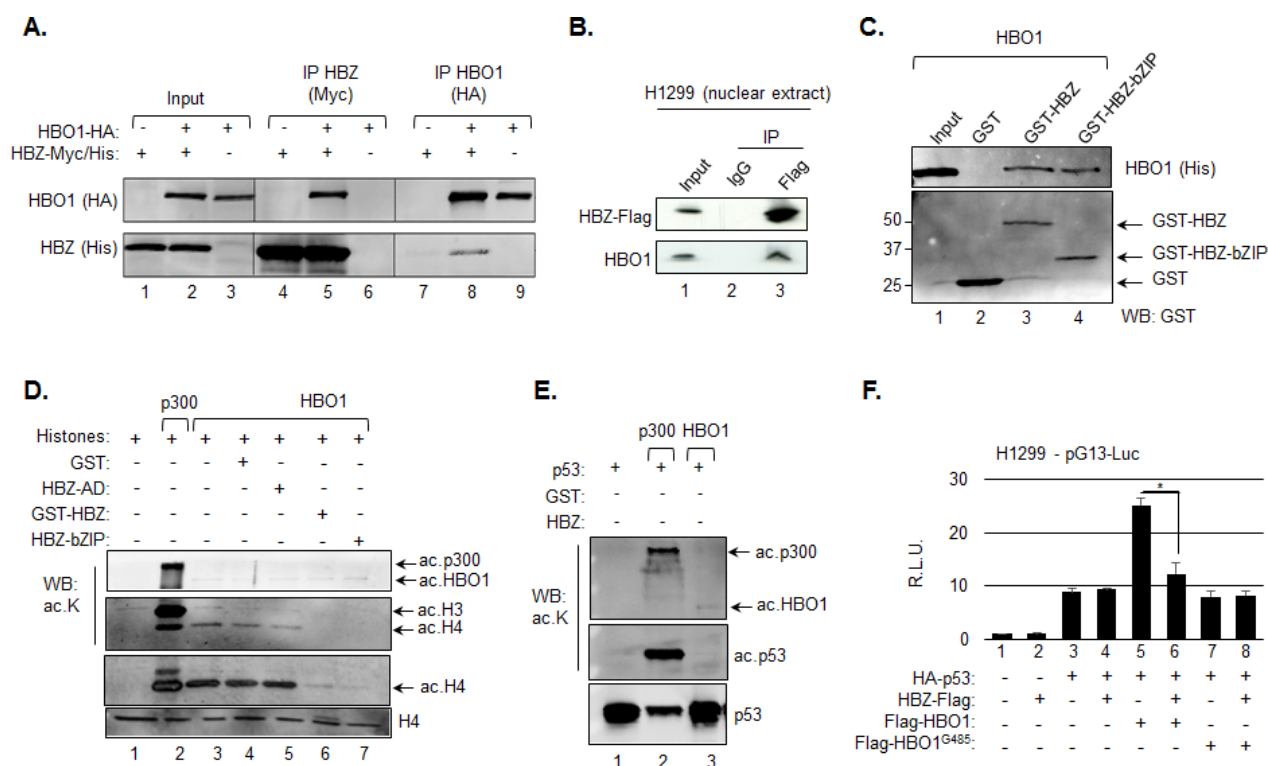 A.
Input
IP HBZ
(Myc)
IP HBO1
(HA)
HBO1-HA: - + + - + + - + +
HBZ-Myc/His: + + - + + - + + -
HBO1 (HA)
HBZ (His)
1 2 3 4 5 6 7 8 9
B.
H1299 (nuclear extract)
IP
Input IgG Flag
HBZ-Flag
HBO1
1 2 3
C.
HBO1
Input GST GST-HBZ GST-HBZ-bZIP
HBO1 (His)
50
37
25
GST-HBZ
GST-HBZ-bZIP
GST
1 2 3 4 WB: GST
D.
p300 HBO1
Histones: + + + + + + +
GST: - - - + - - -
HBZ-AD: - - - - + - -
GST-HBZ: - - - - - + -
HBZ-bZIP: - - - - - - +
WB:
ac.K
ac.p300
ac.HBO1
ac.H3
ac.H4
ac.H4
H4
1 2 3 4 5 6 7
E.
p300 HBO1
p53: + + +
GST: - - -
HBZ: - - -
WB:
ac.K
ac.p300
ac.HBO1
ac.p53
p53
1 2 3
F.
H1299 - pG13-Luc
R.L.U.
30
20
10
0
*
1 2 3 4 5 6 7 8
HA-p53: - - + + + + + +
HBZ-Flag: - + - + - + - +
Flag-HBO1: - - - - + + - -
Flag-HBO1G485: - - - - - - + +